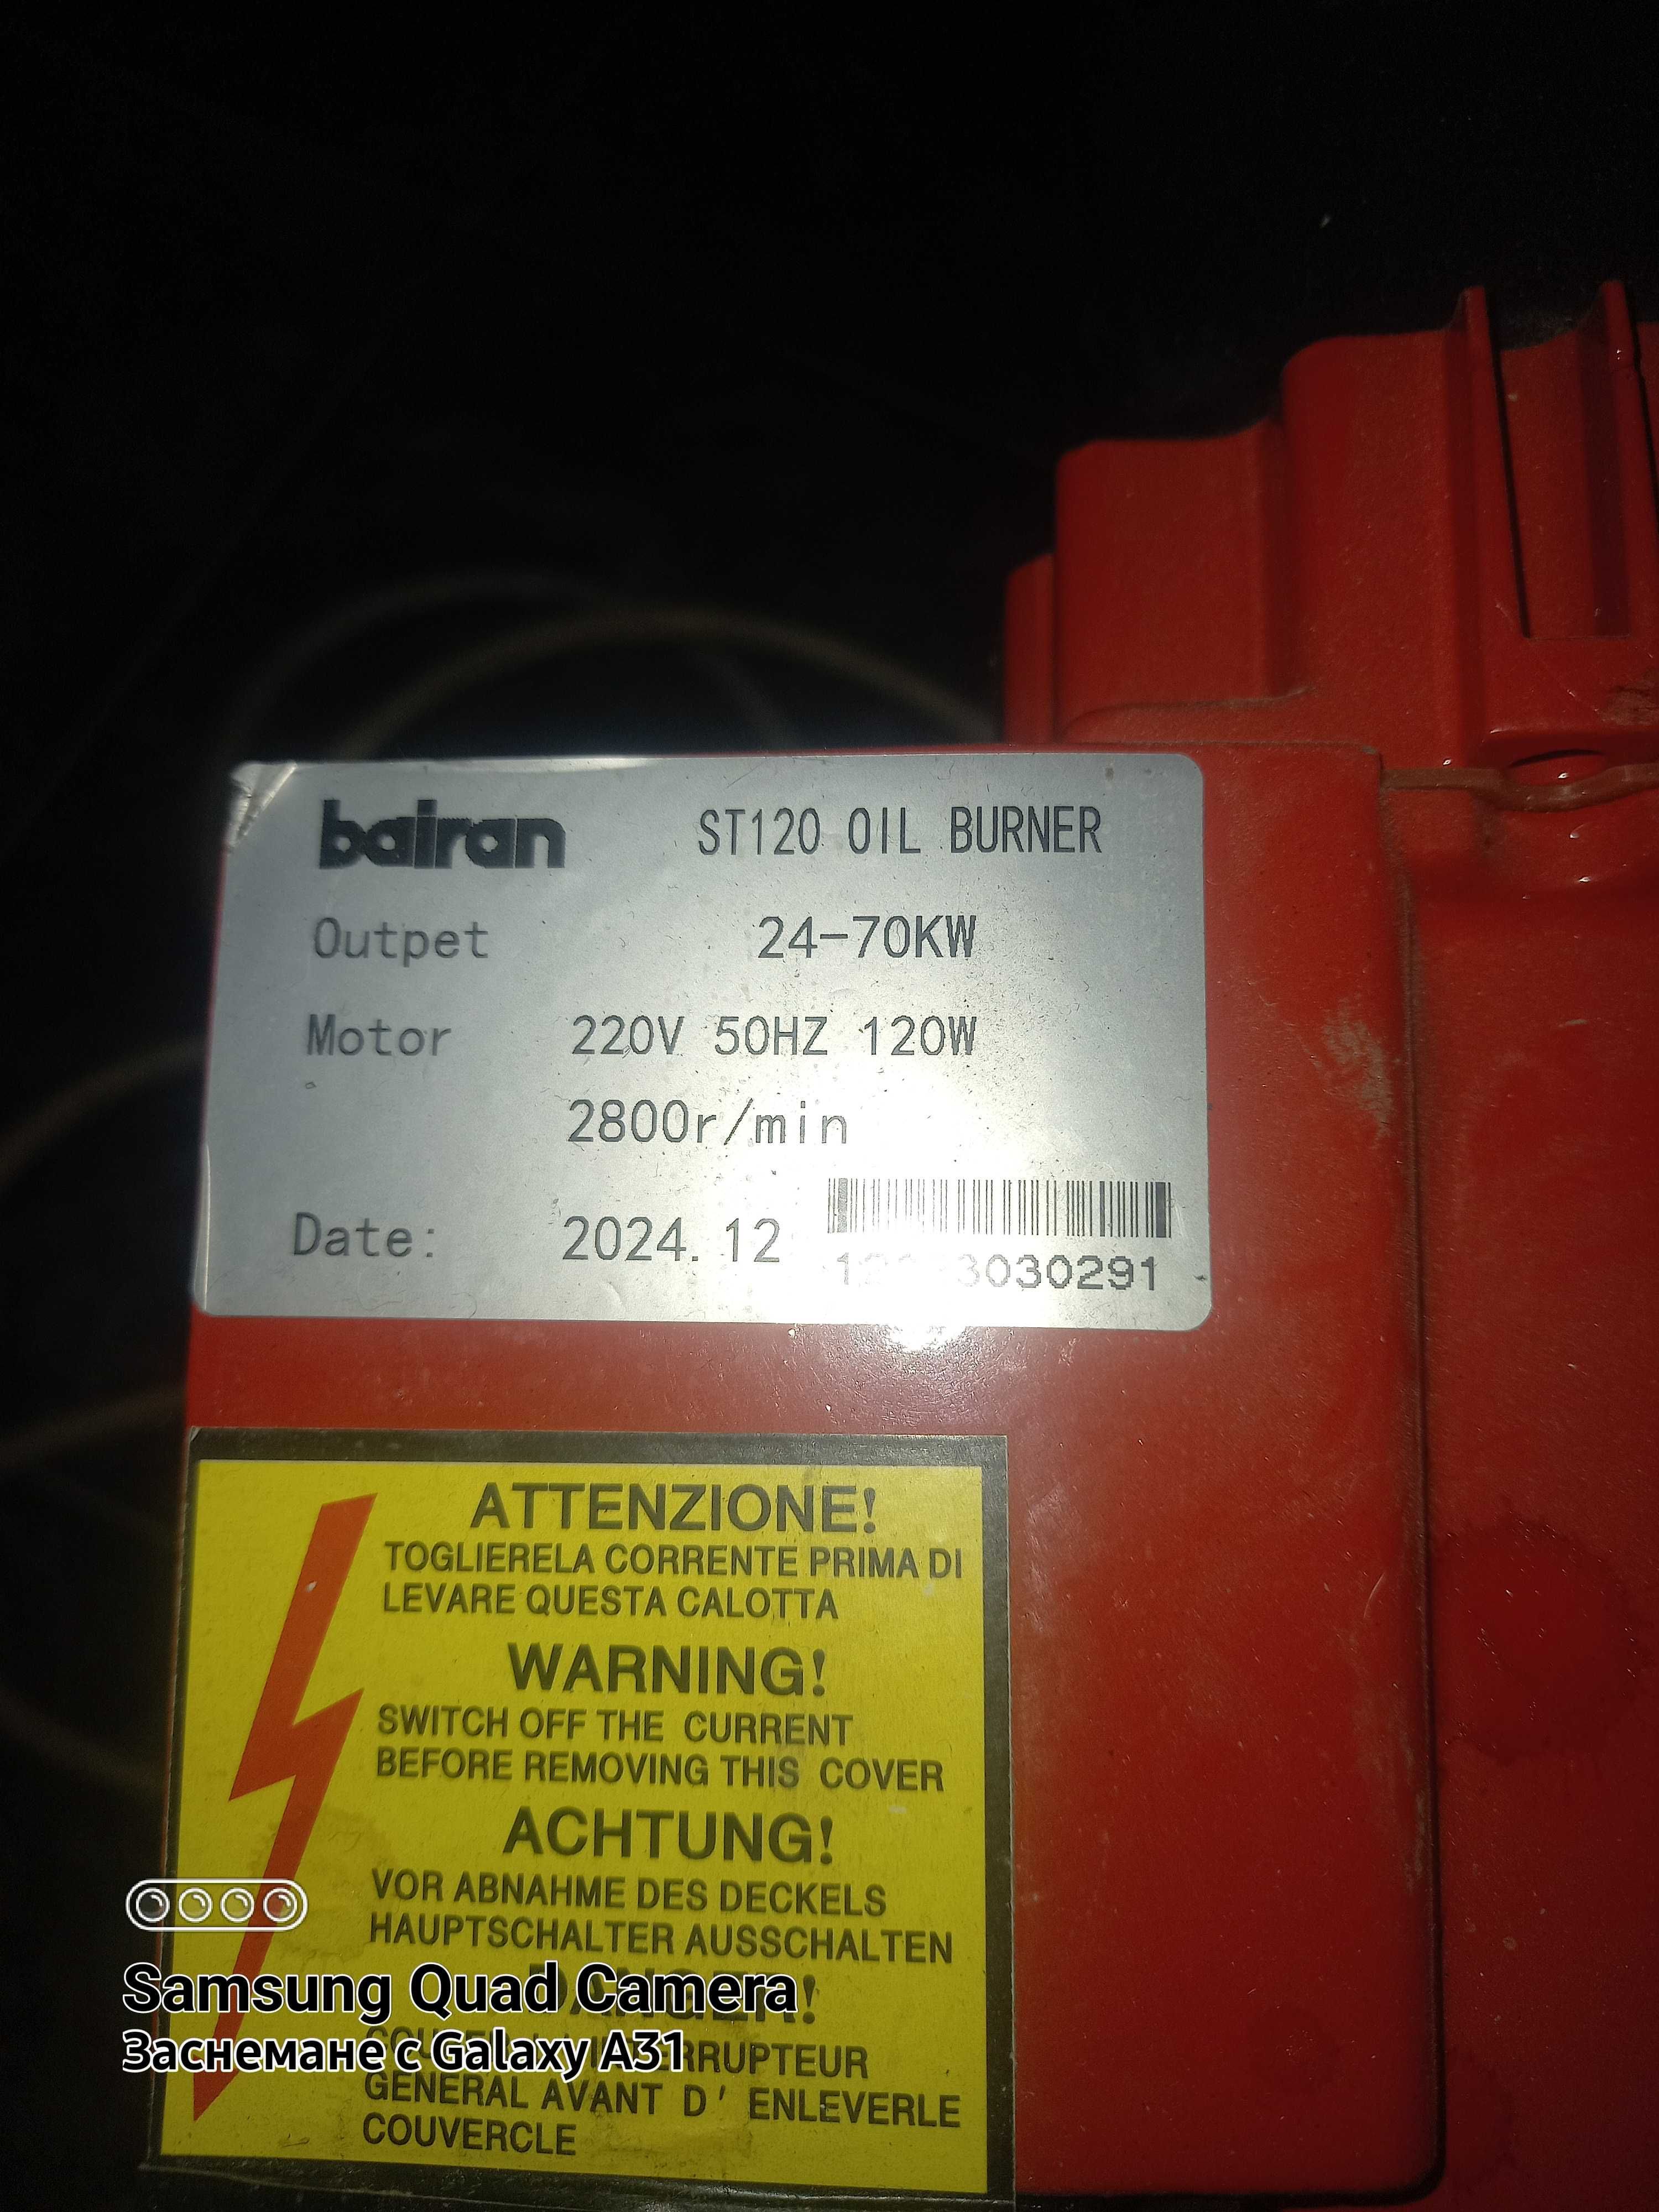 bairan ST120 OIL BURNER
Outpet 24-70KW
Motor 220V 50HZ 120W
2800r/min
Date: 2024.12
3030291
ATTENZIONE!
TOGLIERELA CORRENTE PRIMA DI
LEVARE QUESTA CALOTTA
WARNING!
SWITCH OFF THE CURRENT
BEFORE REMOVING THIS COVER
ACHTUNG!
VOR ABNAHME DES DECKELS
HAUPTSCHALTER AUSSCHALTEN
DANGER!
GENERAL AVANT D' ENLEVERLE
COUVERCLE
Samsung Quad Camera
Заснемане с Galaxy A31